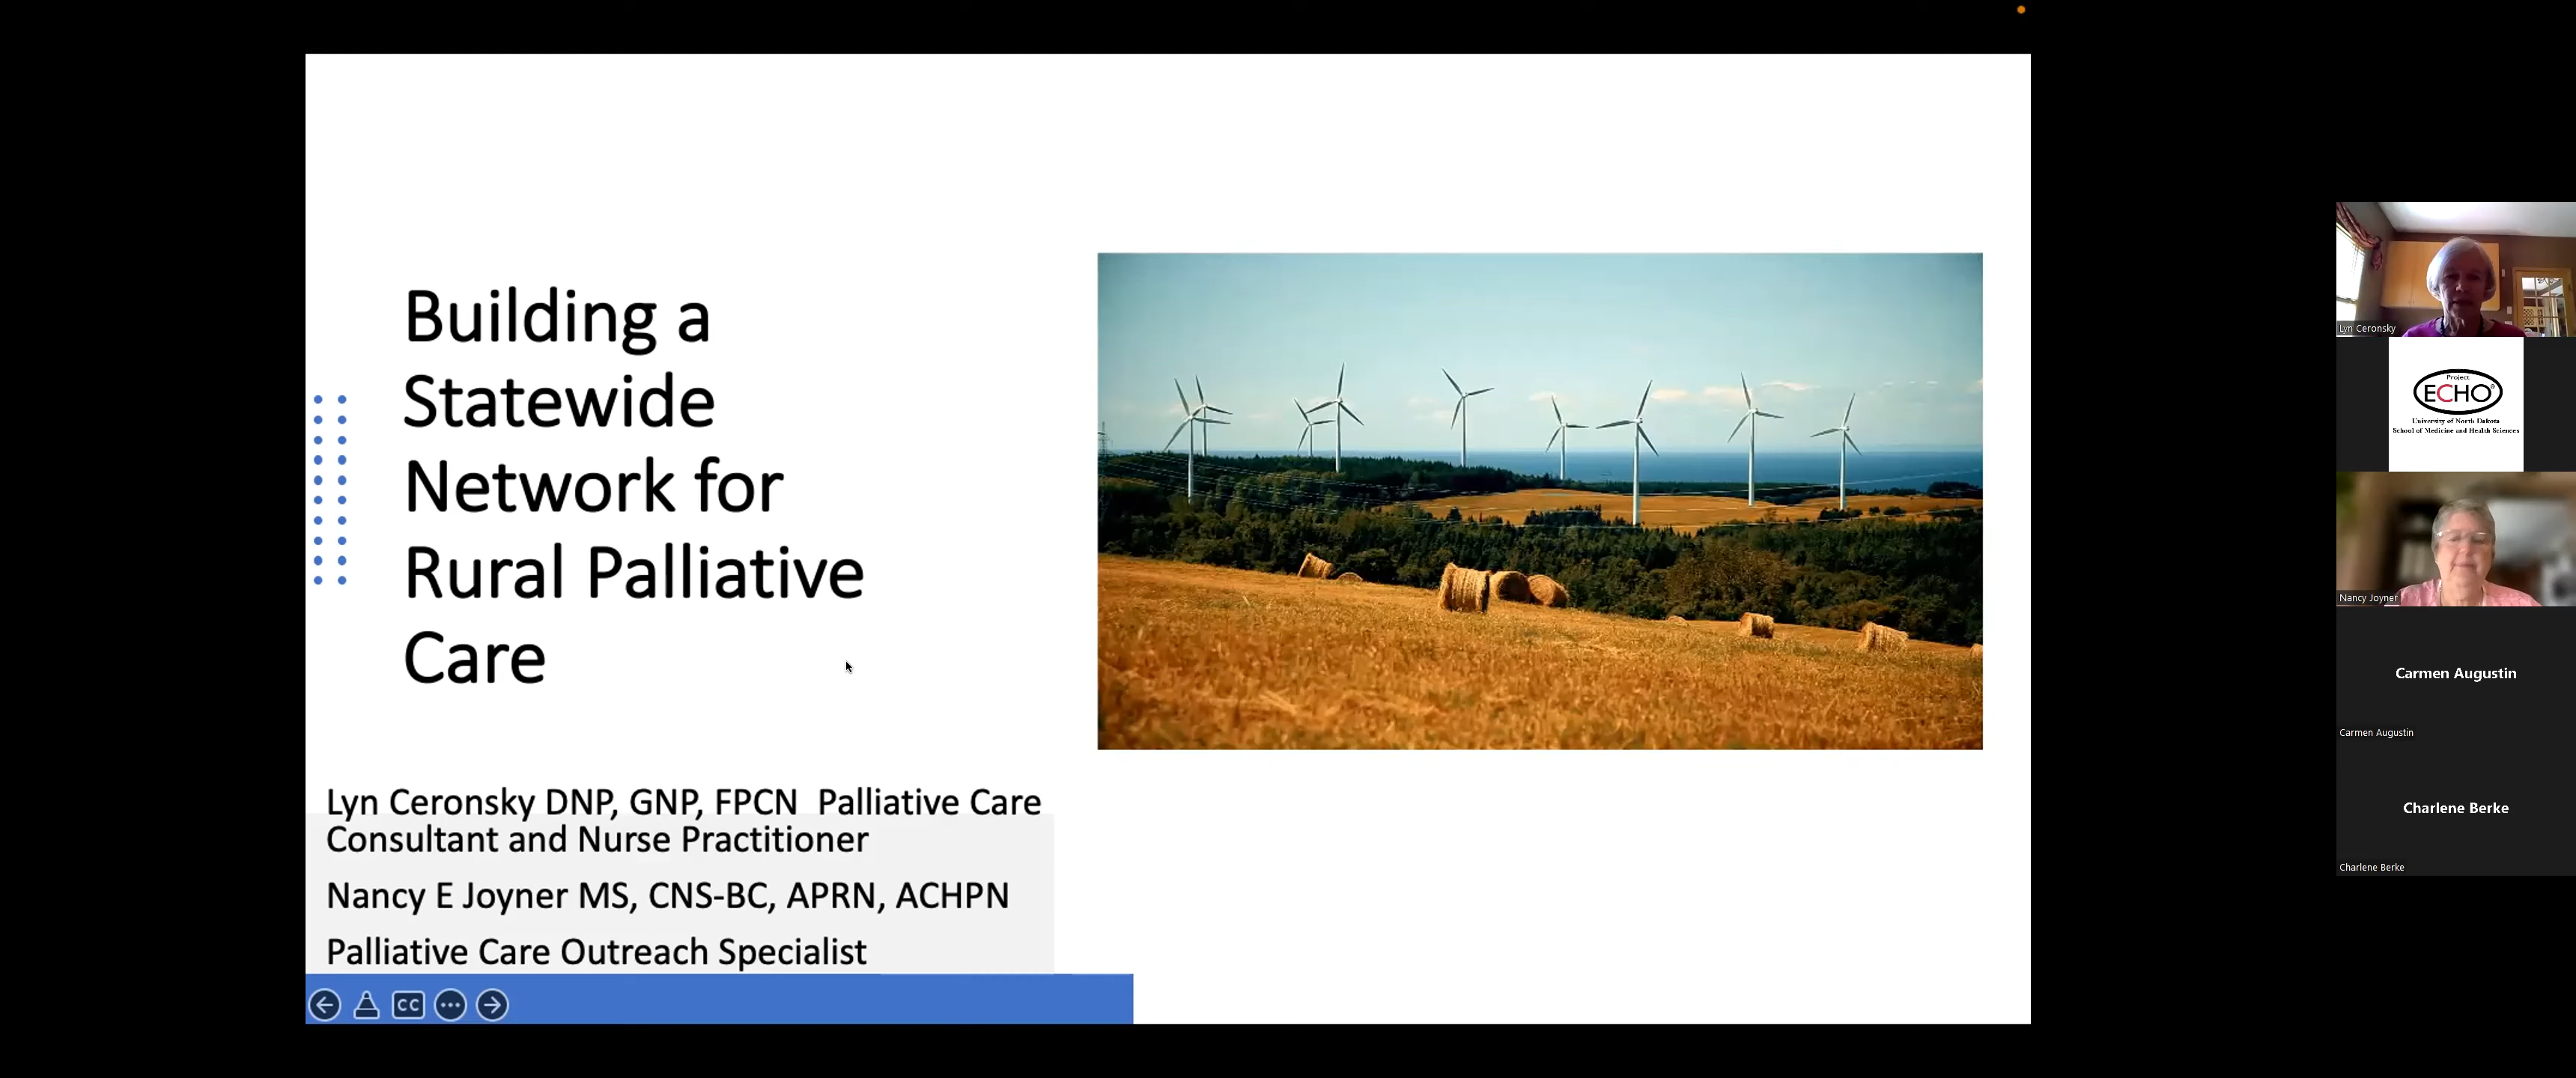 Building a
Statewide
Network for
Rural Palliative
Care
Lyn Ceronsky DNP, GNP, FPCN  Palliative Care
Consultant and Nurse Practitioner
Nancy E Joyner MS, CNS-BC, APRN, ACHPN
Palliative Care Outreach Specialist
CC
Lyn Ceronsky
Project
ECHO®
University of North Dakota
School of Medicine and Health Sciences
Nancy Joyner
Carmen Augustin
Carmen Augustin
Charlene Berke
Charlene Berke